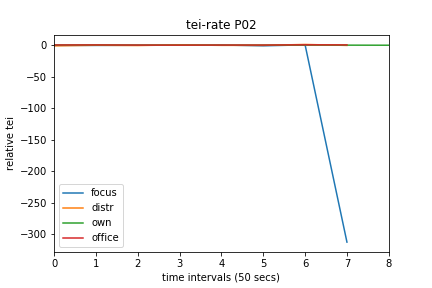 tei-rate P02
relative tei
0
−50
−100
−150
−200
−250
−300
focus
distr
own
office
0 1 2 3 4 5 6 7 8
time intervals (50 secs)